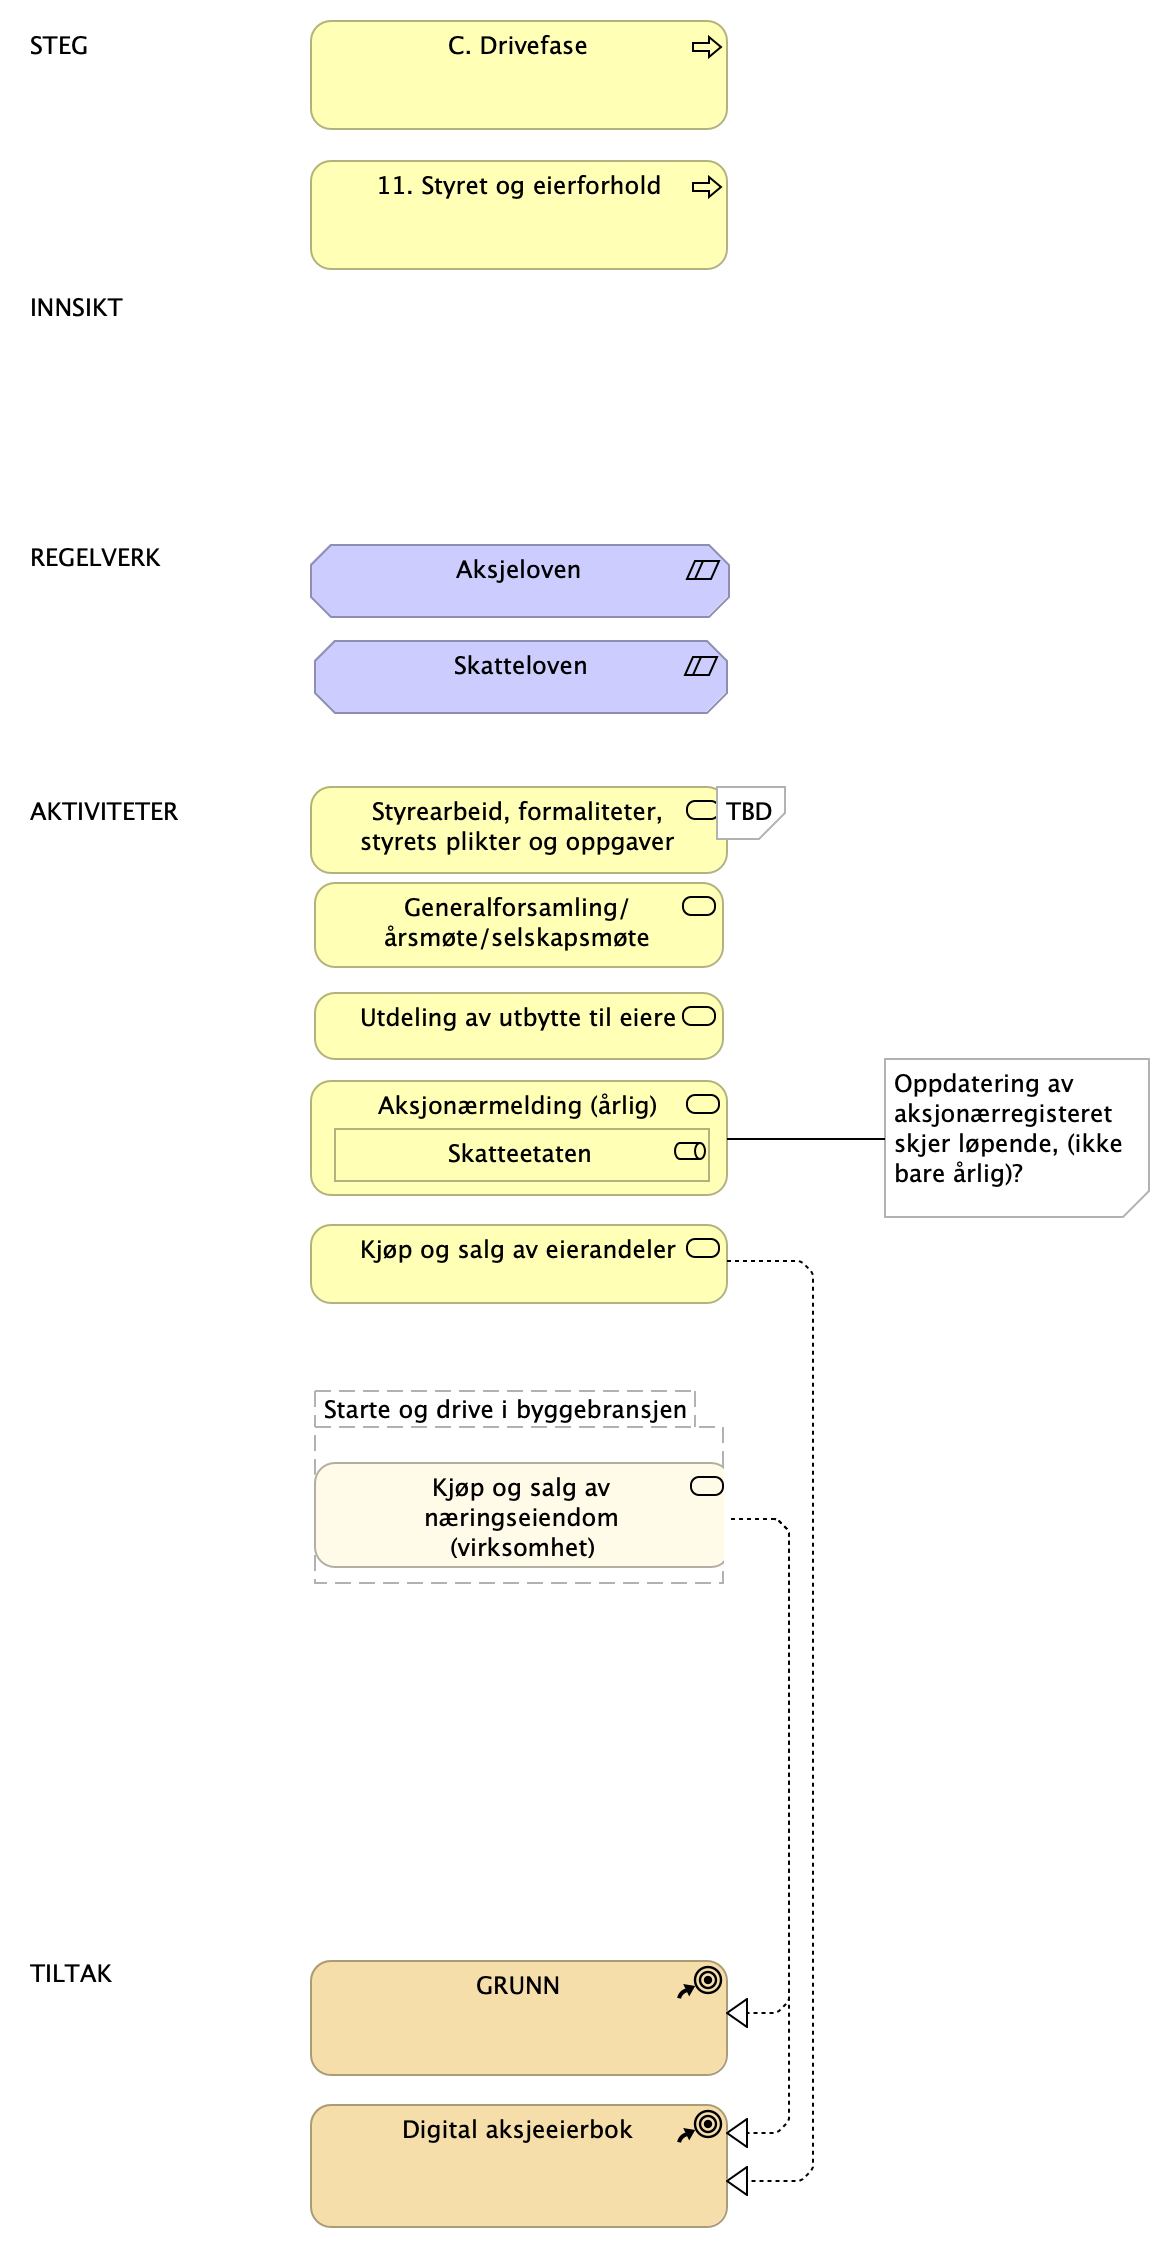 STEG
C. Drivefase
11. Styret og eierforhold
INNSIKT
REGELVERK
Aksjeloven
Skatteloven
AKTIVITETER
Styrearbeid, formaliteter,
styrets plikter og oppgaver
TBD
Generalforsamling/
årsmøte/selskapsmøte
Utdeling av utbytte til eiere
Aksjonærmelding (årlig)
Skatteetaten
Oppdatering av
aksjonærregisteret
skjer løpende, (ikke
bare årlig)?
Kjøp og salg av eierandeler
Starte og drive i byggebransjen
Kjøp og salg av
næringseiendom
(virksomhet)
TILTAK
GRUNN
Digital aksjeeierbok